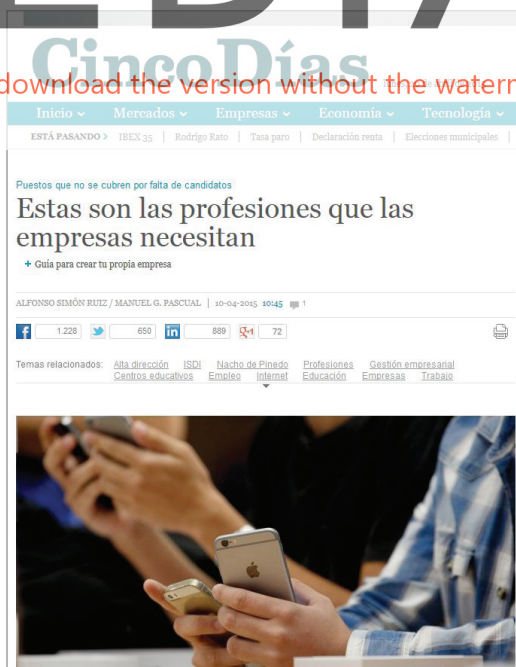 EDIA
CincoDías
download the version without the watern
Inicio Mercados Empresas Economía Tecnología
ESTÁ PASANDO > IBEX 35 | Rodrigo Rato | Tasa paro | Declaración renta | Elecciones municipales |
Puestos que no se cubren por falta de candidatos
Estas son las profesiones que las
empresas necesitan
+ Guía para crear tu propia empresa
ALFONSO SIMÓN RUIZ / MANUEL G. PASCUAL | 10-04-2015 10:45 1
f 1.228 650 in 889 g+1 72
Temas relacionados: Alta dirección ISDI Nacho de Pinedo Profesiones Gestión empresarial
Centros educativos Empleo Internet Educación Empresas Trabajo